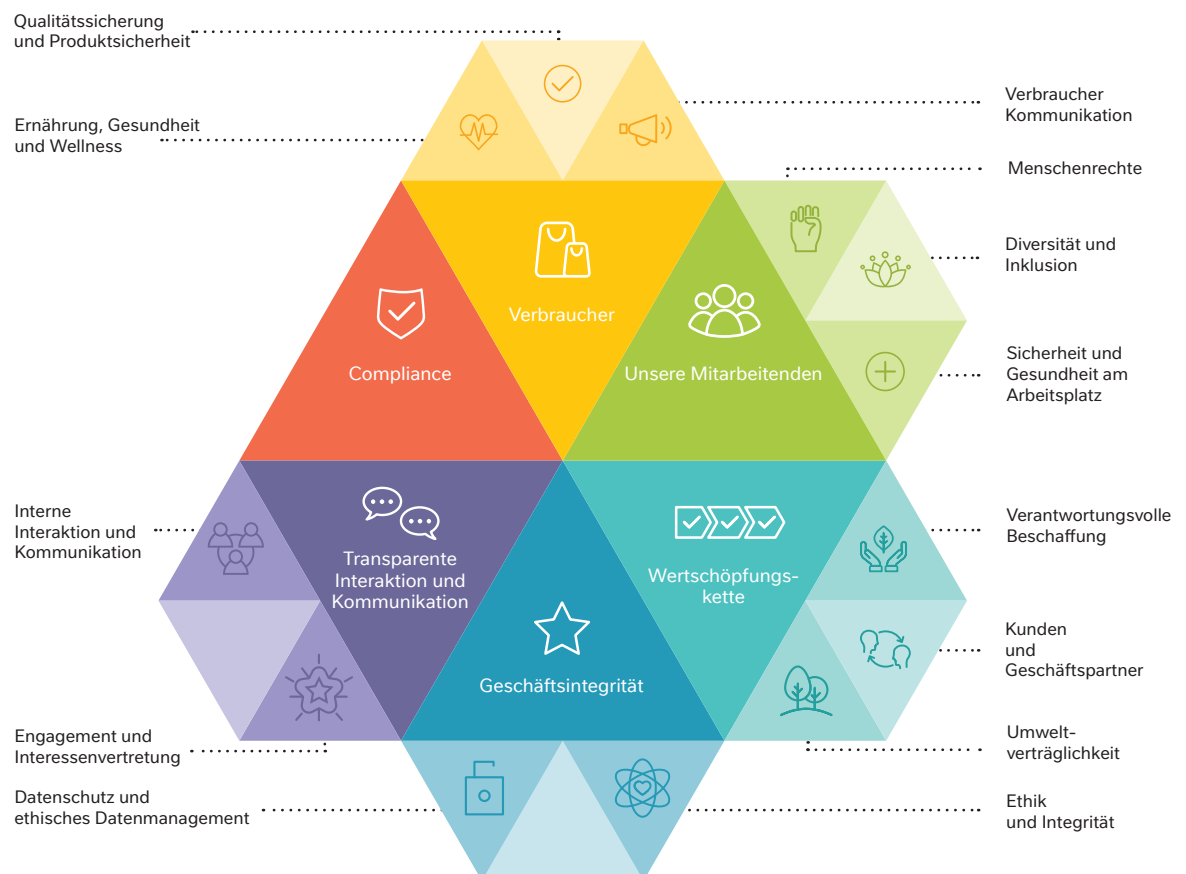 Qualitätssicherung
und Produktsicherheit
Ernährung, Gesundheit
und Wellness
Verbraucher
Kommunikation
Menschenrechte
Diversität und
Inklusion
Sicherheit und
Gesundheit am
Arbeitsplatz
Verbraucher
Compliance
Unsere Mitarbeitenden
Interne
Interaktion und
Kommunikation
Transparente
Interaktion und
Kommunikation
Wertschöpfungs-
kette
Geschäftsintegrität
Verantwortungsvolle
Beschaffung
Kunden
und
Geschäftspartner
Engagement und
Interessenvertretung
Umwelt-
verträglichkeit
Datenschutz und
ethisches Datenmanagement
Ethik
und Integrität